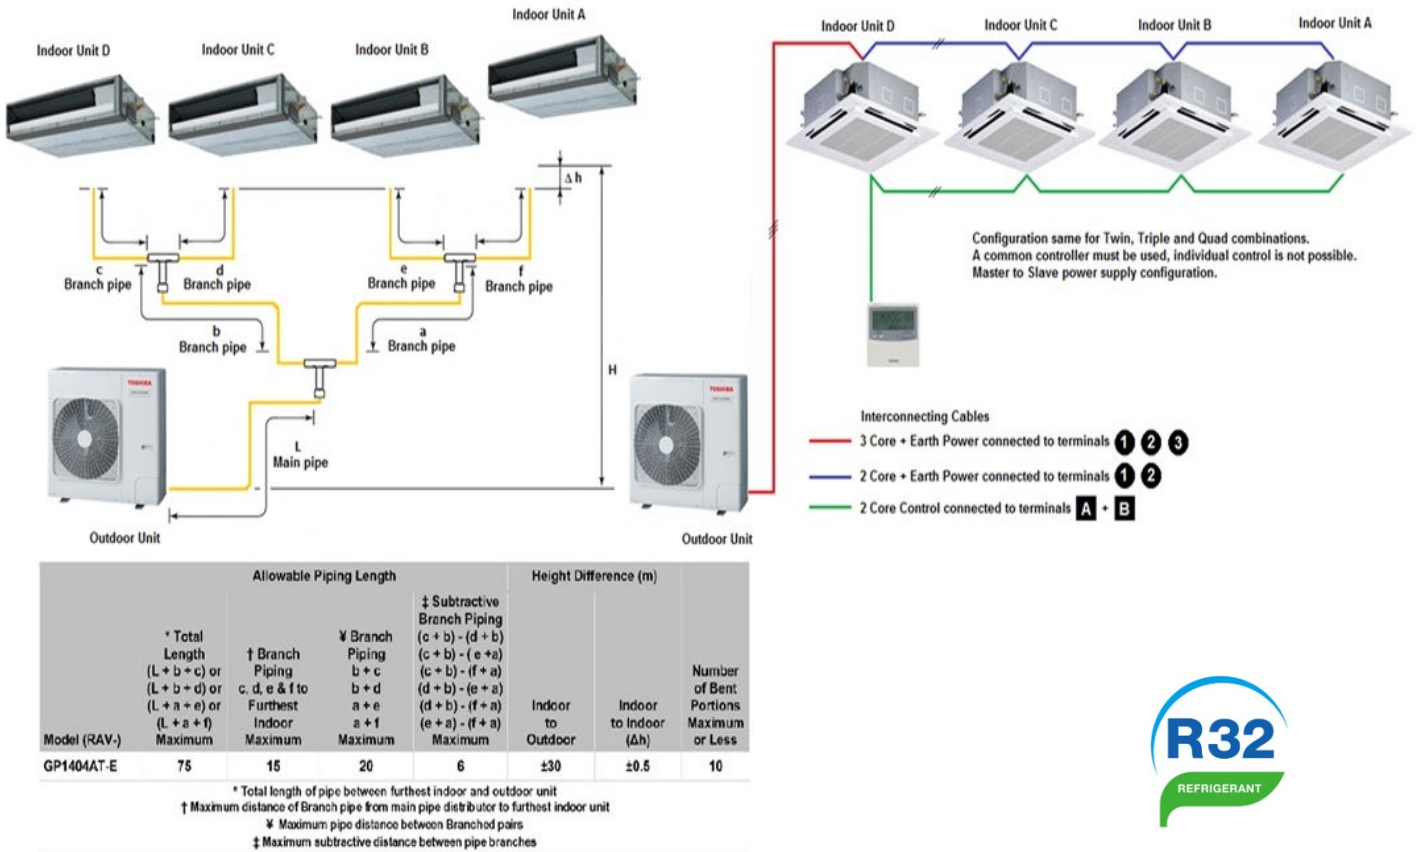 Indoor Unit A
Indoor Unit D
Indoor Unit C
Indoor Unit B
Δh
c
Branch pipe
d
Branch pipe
e
Branch pipe
f
Branch pipe
b
Branch pipe
a
Branch pipe
H
TOSHIBA
L
Main pipe
Outdoor Unit
TOSHIBA
Outdoor Unit
Indoor Unit D
Indoor Unit C
Indoor Unit B
Indoor Unit A
Configuration same for Twin, Triple and Quad combinations.
A common controller must be used, individual control is not possible.
Master to Slave power supply configuration.
Interconnecting Cables
3 Core + Earth Power connected to terminals 1 2 3
2 Core + Earth Power connected to terminals 1 2
2 Core Control connected to terminals A + B
Allowable Piping Length
Height Difference (m)
Model (RAV-)
* Total
Length
(L + b + c) or
(L + b + d) or
(L + a + e) or
(L + a + f)
Maximum
† Branch
Piping
c, d, e & f to
Furthest
Indoor
Maximum
¥ Branch
Piping
b + c
b + d
a + e
a + f
Maximum
‡ Subtractive
Branch Piping
(c + b) - (d + b)
(c + b) - ( e +a)
(c + b) - (f + a)
(d + b) - (e + a)
(d + b) - (f + a)
(e + a) - (f + a)
Maximum
Indoor
to
Outdoor
Indoor
to Indoor
(Δh)
Number
of Bent
Portions
Maximum
or Less
GP1404AT-E 75 15 20 6 ±30 ±0.5 10
* Total length of pipe between furthest indoor and outdoor unit
† Maximum distance of Branch pipe from main pipe distributor to furthest indoor unit
¥ Maximum pipe distance between Branched pairs
‡ Maximum subtractive distance between pipe branches
R32
REFRIGERANT